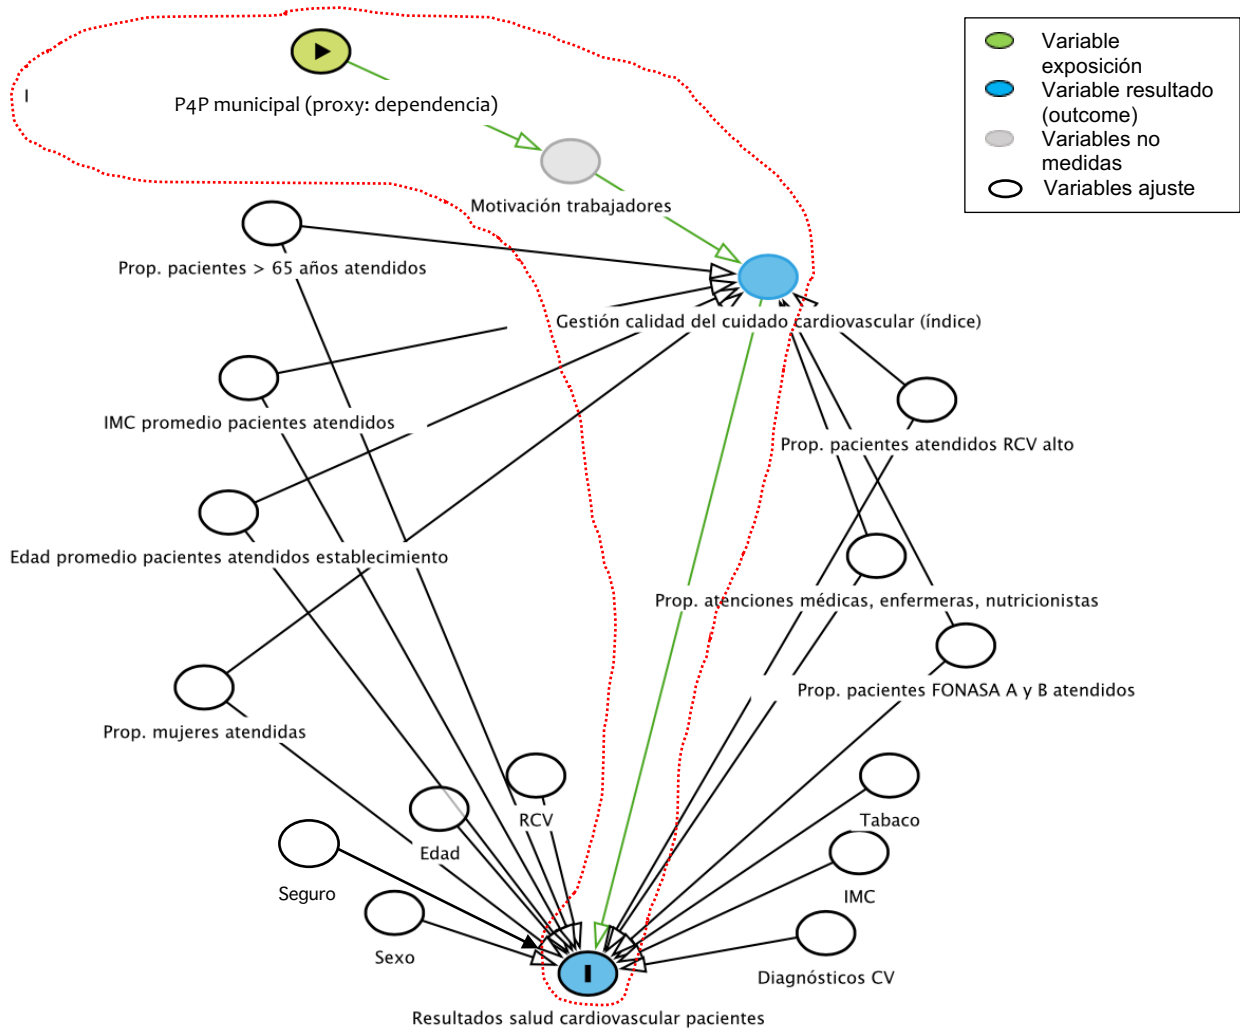 Variable
exposición
Variable resultado
(outcome)
Variables no
medidas
Variables ajuste
P4P municipal (proxy: dependencia)
Motivación trabajadores
Prop. pacientes > 65 años atendidos
Gestión calidad del cuidado cardiovascular (índice)
IMC promedio pacientes atendidos
Prop. pacientes atendidos RCV alto
Edad promedio pacientes atendidos establecimiento
Prop. atenciones médicas, enfermeras, nutricionistas
Prop. pacientes FONASA A y B atendidos
Prop. mujeres atendidas
RCV
Tabaco
Edad
Seguro
IMC
Sexo
Diagnósticos CV
Resultados salud cardiovascular pacientes